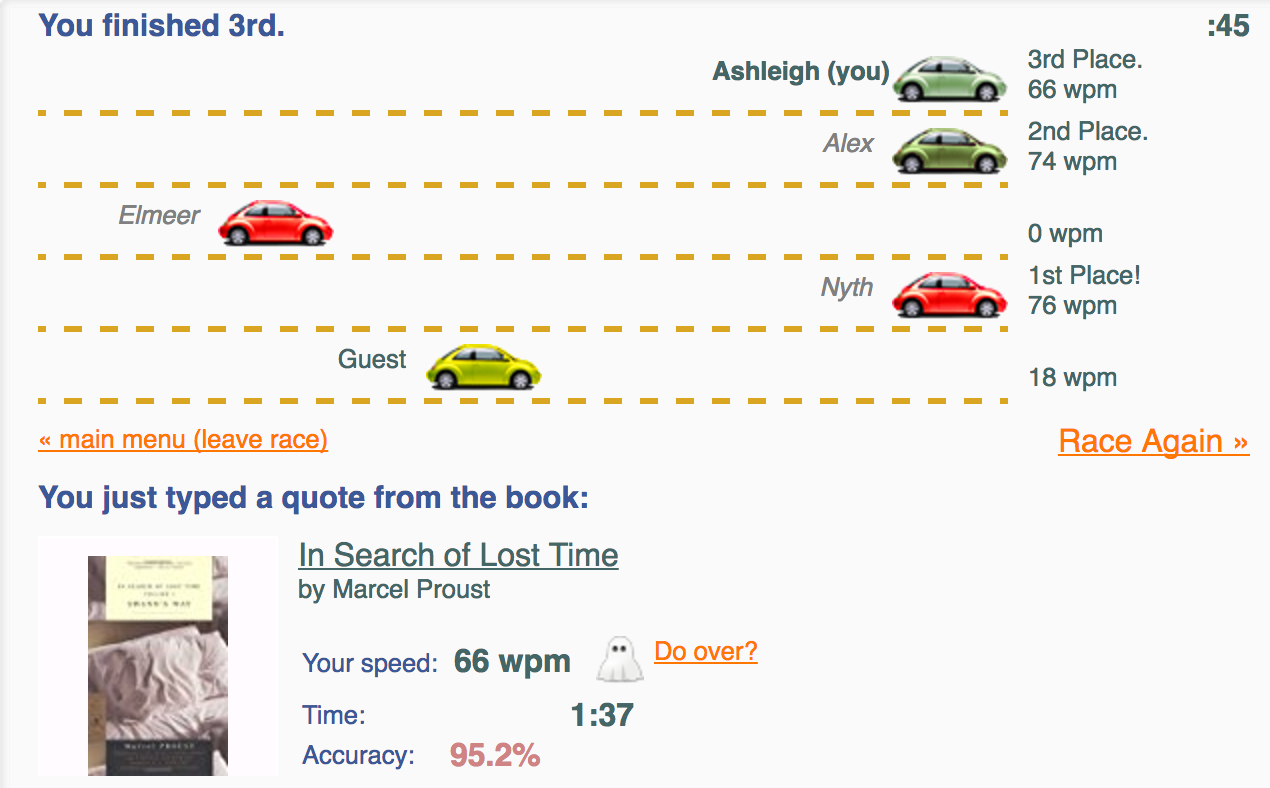 You finished 3rd.
:45
Ashleigh (you)
3rd Place.
66 wpm
Alex
2nd Place.
74 wpm
Elmeer
0 wpm
Nyth
1st Place!
76 wpm
Guest
18 wpm
« main menu (leave race)
Race Again »
You just typed a quote from the book:
IN SEARCH OF LOST TIME
VOLUME I
SWANN'S WAY
Marcel PROUST
In Search of Lost Time
by Marcel Proust
Your speed: 66 wpm
Do over?
Time: 1:37
Accuracy: 95.2%